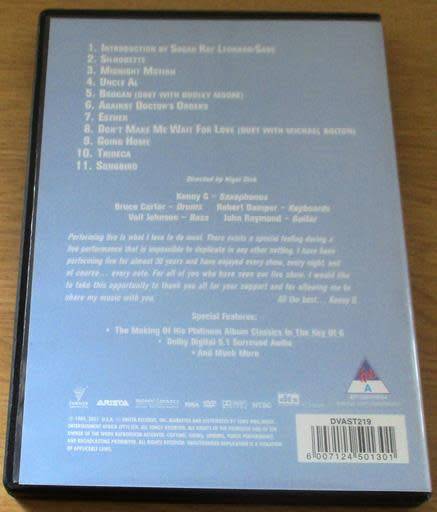 1. INTRODUCTION BY SUGAR RAY LEONARD/SADE
2. SILHOUETTE
3. MIDNIGHT MOTION
4. UNCLE AL
5. BROGAN (DUET WITH DUDLEY MOORE)
6. AGAINST DOCTOR'S ORDERS
7. ESTHER
8. DON'T MAKE ME WAIT FOR LOVE (DUET WITH MICHAEL BOLTON)
9. GOING HOME
10. TRIBECA
11. SONGBIRD
Directed by Nigel Dick
Kenny G – Saxophones
Bruce Carter – Drums Robert Damper – Keyboards
Vail Johnson – Bass John Raymond – Guitar
Performing live is what I love to do most. There exists a special feeling during a
live performance that is impossible to duplicate in any other setting. I have been
performing live for almost 30 years and have enjoyed every show, every night and
of course... every note. For all of you who have seen our live show, I would like
to take this opportunity to thank you all for your support and for allowing me to
share my music with you. All the best... Kenny G
Special Features:
• The Making Of His Platinum Album Classics In The Key Of G
• Dolby Digital 5.1 Surround Audio
• And Much More
ARISTA
NTSC
dts
A
DVAST219
6 007124 501301